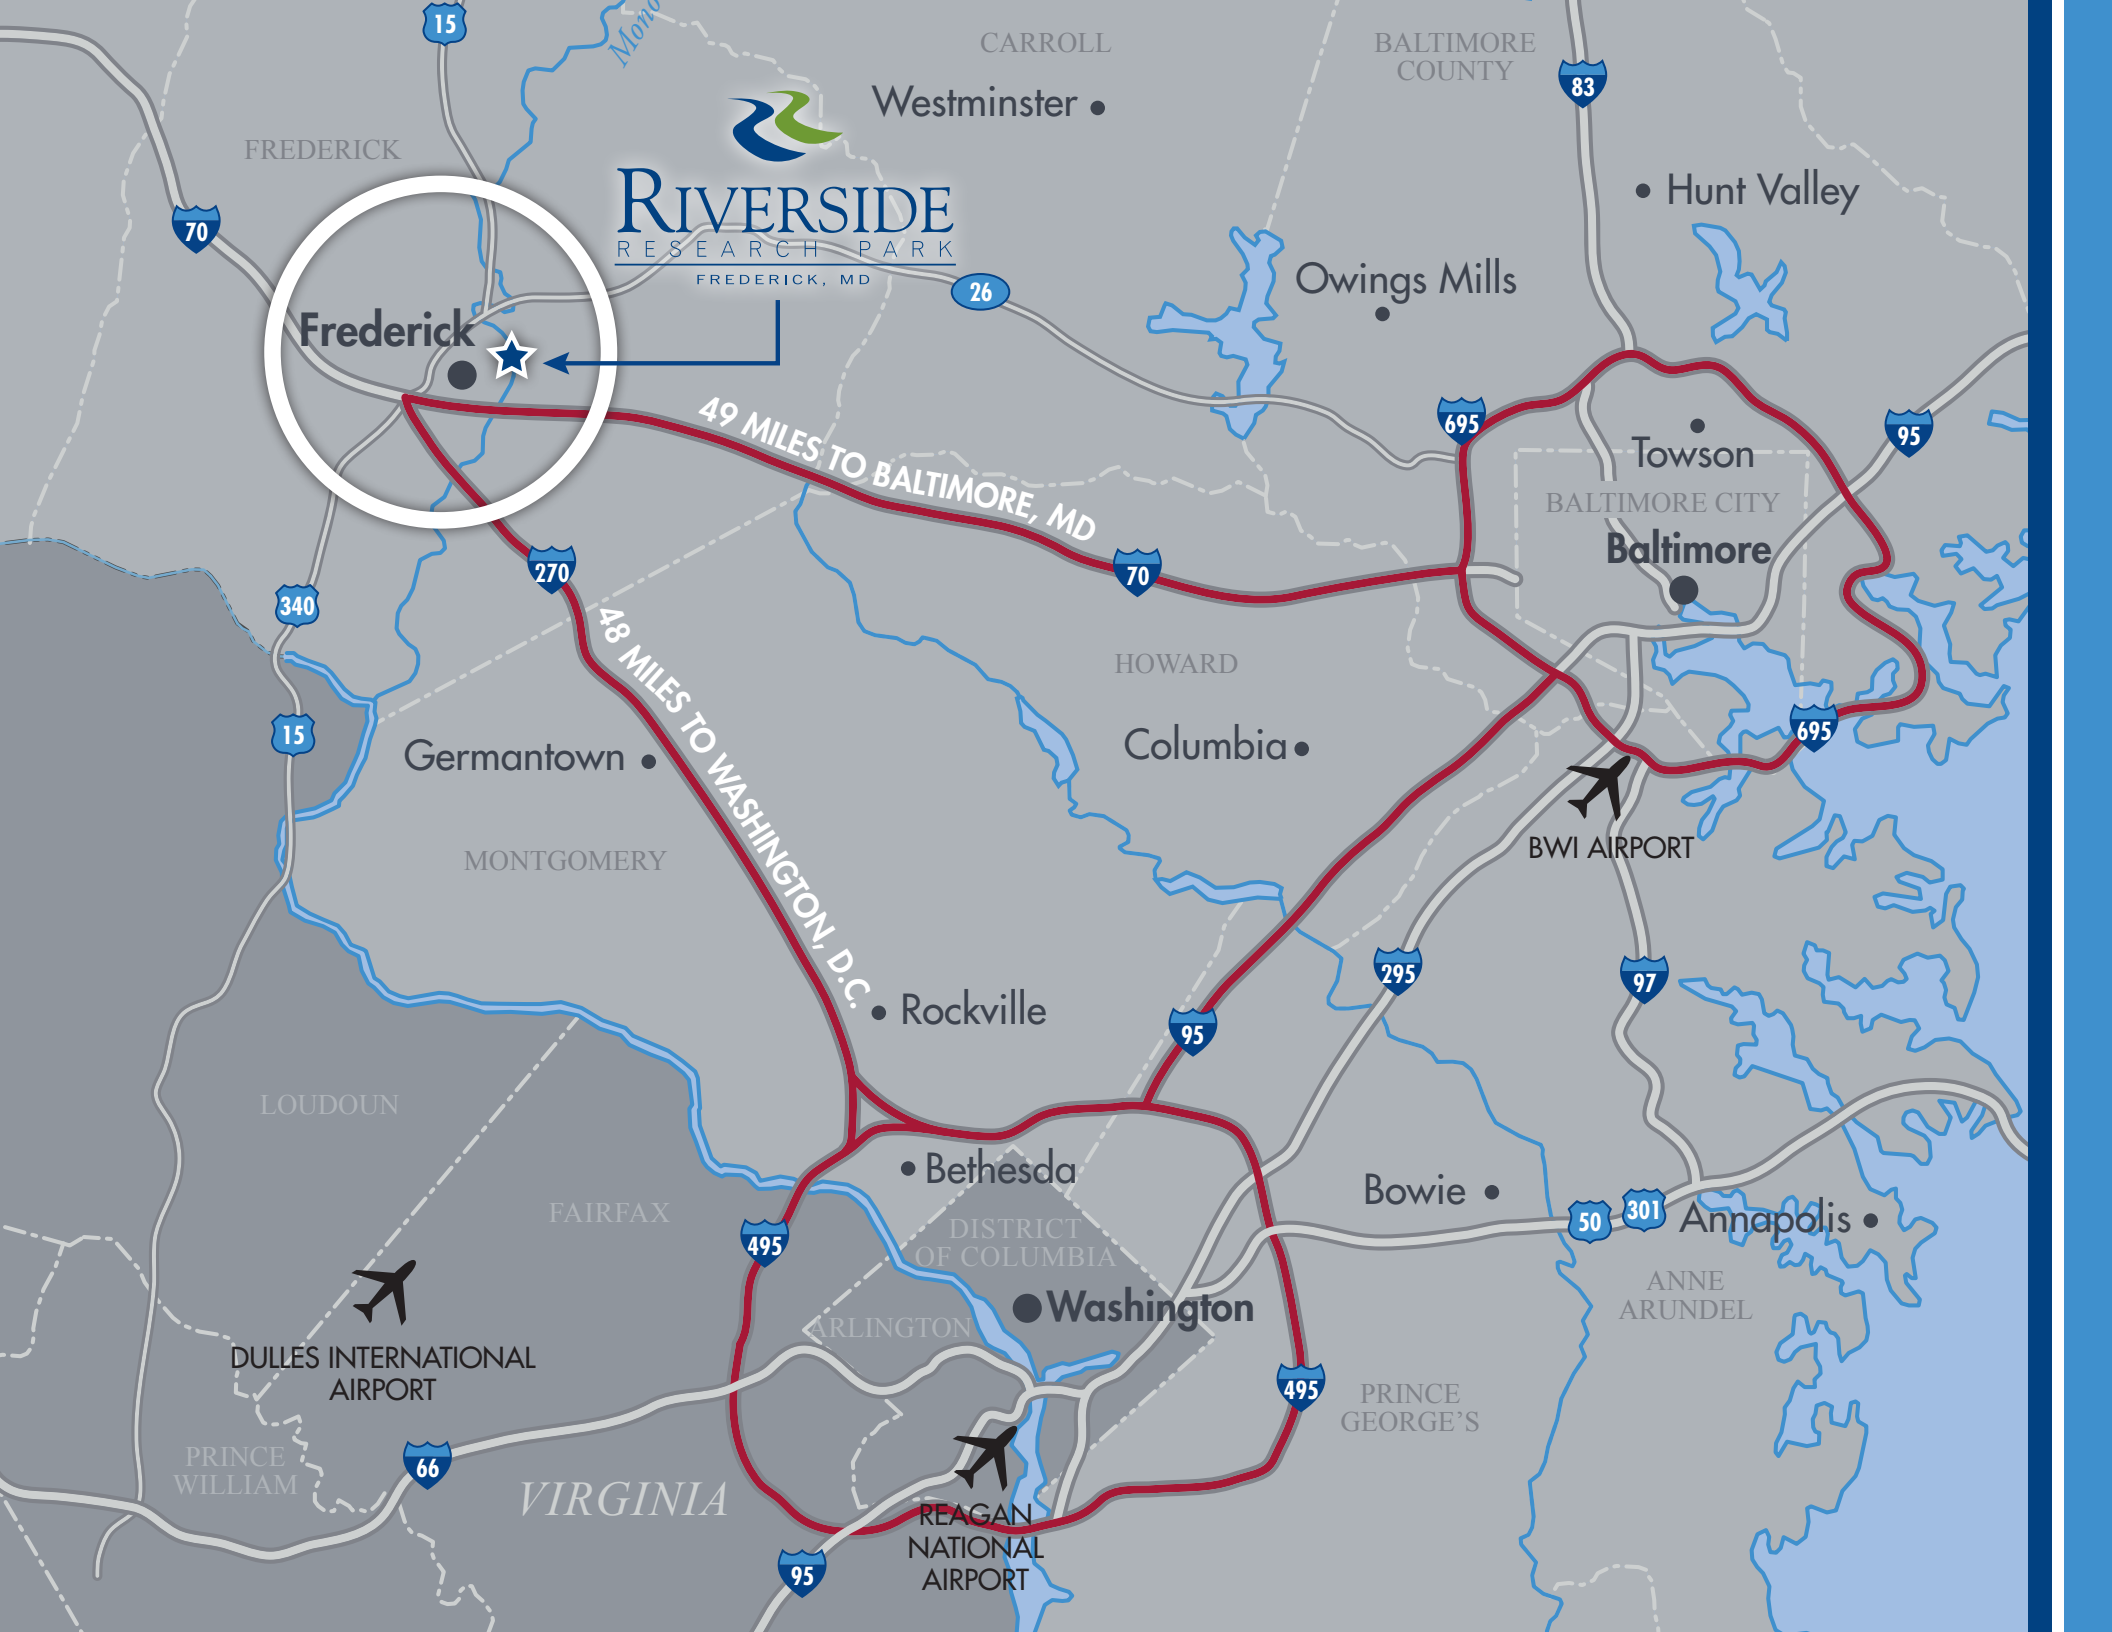 15
Mono
CARROLL
BALTIMORE
COUNTY
83
Westminster
FREDERICK
Hunt Valley
70
RIVERSIDE
RESEARCH PARK
FREDERICK, MD
26
Owings Mills
Frederick
49 MILES TO BALTIMORE, MD
695
95
Towson
BALTIMORE CITY
Baltimore
270
70
340
48 MILES TO WASHINGTON, D.C.
HOWARD
15
695
Germantown
Columbia
BWI AIRPORT
MONTGOMERY
295
97
Rockville
95
LOUDOUN
Bethesda
Bowie
FAIRFAX
50
301
Annapolis
495
DISTRICT
OF COLUMBIA
ANNE
ARUNDEL
Washington
ARLINGTON
DULLES INTERNATIONAL
AIRPORT
495
PRINCE
GEORGE'S
PRINCE
WILLIAM
66
VIRGINIA
REAGAN
NATIONAL
AIRPORT
95